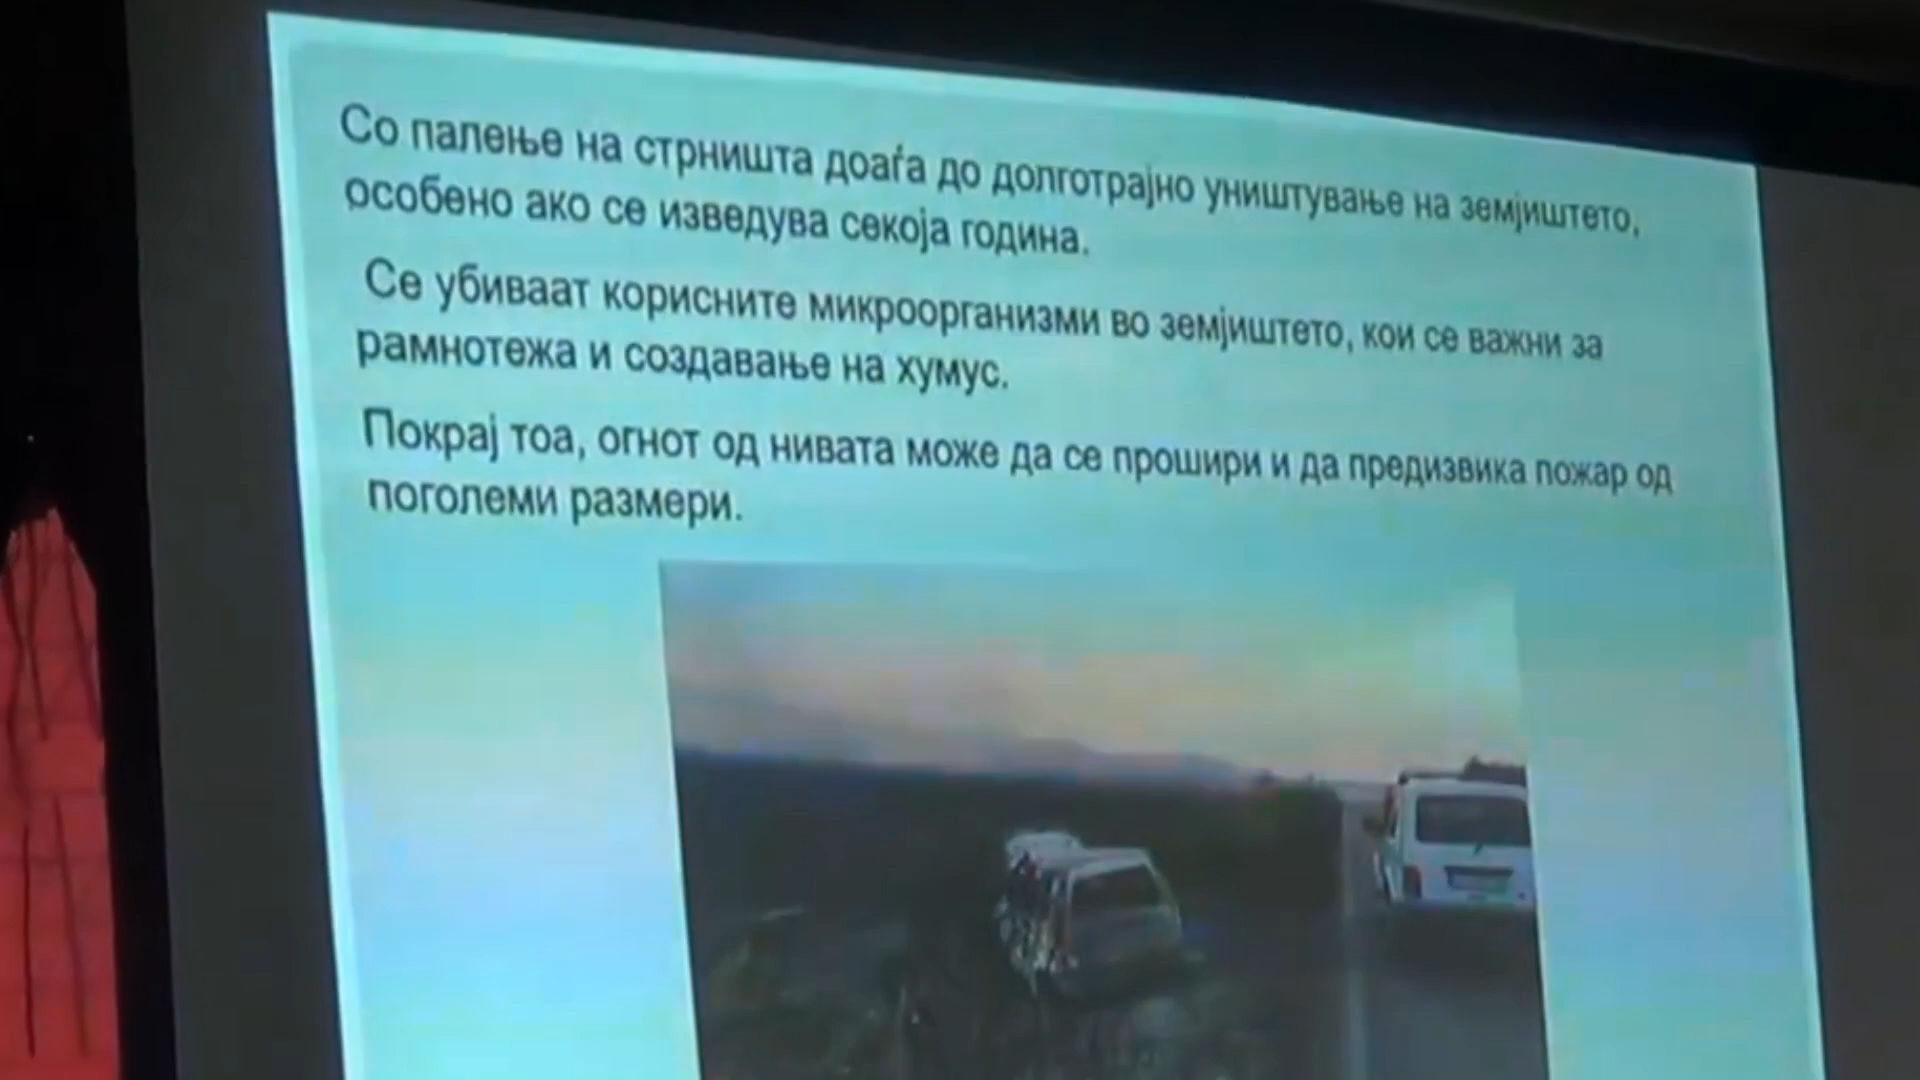 Со палење на стрништа доаѓа до долготрајно уништување на земјиштето,
особено ако се изведува секоја година.
Се убиваат корисните микроорганизми во земјиштето, кои се важни за
рамнотежа и создавање на хумус.
Покрај тоа, огнот од нивата може да се прошири и да предизвика пожар од
поголеми размери.